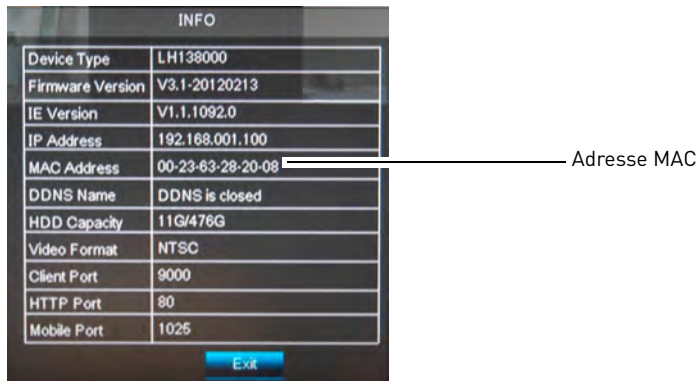 INFO
Device Type LH138000
Firmware Version V3.1-20120213
IE Version V1.1.1092.0
IP Address 192.168.001.100
MAC Address 00-23-63-28-20-08 Adresse MAC
DDNS Name DDNS is closed
HDD Capacity 11G/476G
Video Format NTSC
Client Port 9000
HTTP Port 80
Mobile Port 1025
Exit